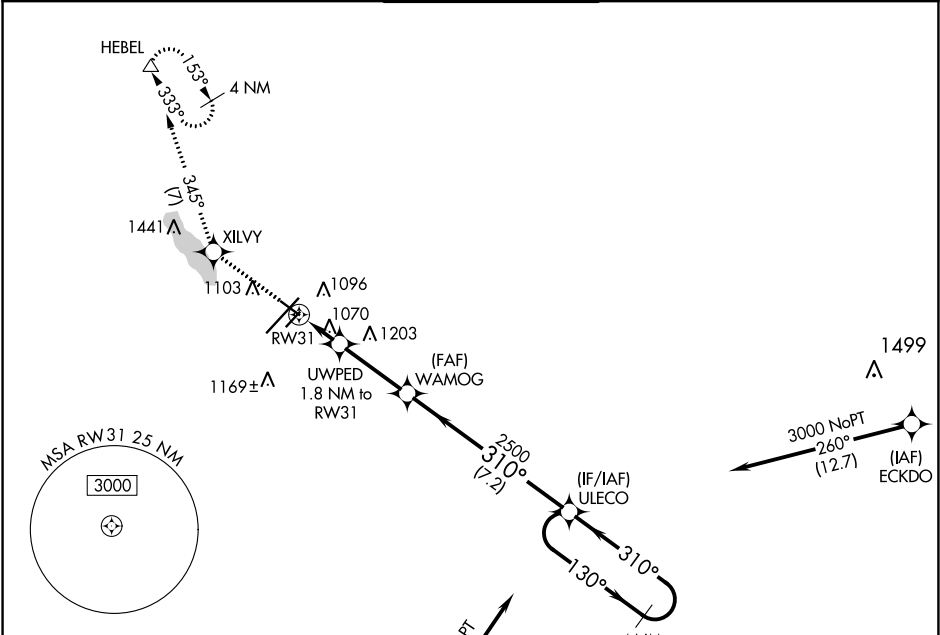 HEBEL
153°
4 NM
333°
345°
(7)
1441
XILVY
1103
1096
1070
RW31
1203
UWPED
1.8 NM to
RW31
1169±
(FAF)
WAMOG
1499
MSA RW31 25 NM
3000
2500
310°
(7.2)
3000 NoPT
260°
(12.7)
(IAF)
ECKDO
(IF/IAF)
ULECO
310°
130°
PT